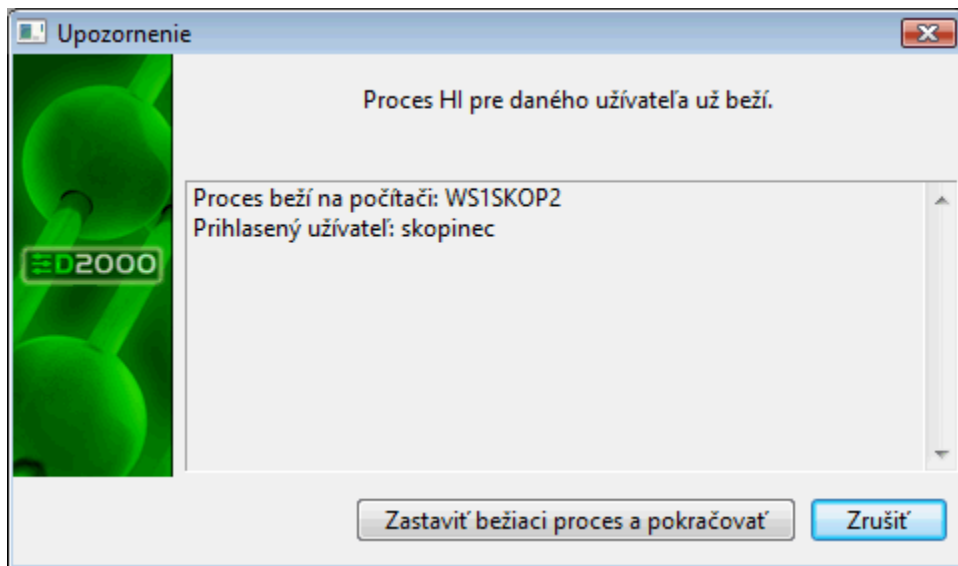 Upozornenie
Proces HI pre daného užívateľa už beží.
Proces beží na počítači: WS1SKOP2
Prihlasený užívateľ: skopinec
D2000
Zastaviť bežiaci proces a pokračovať
Zrušiť